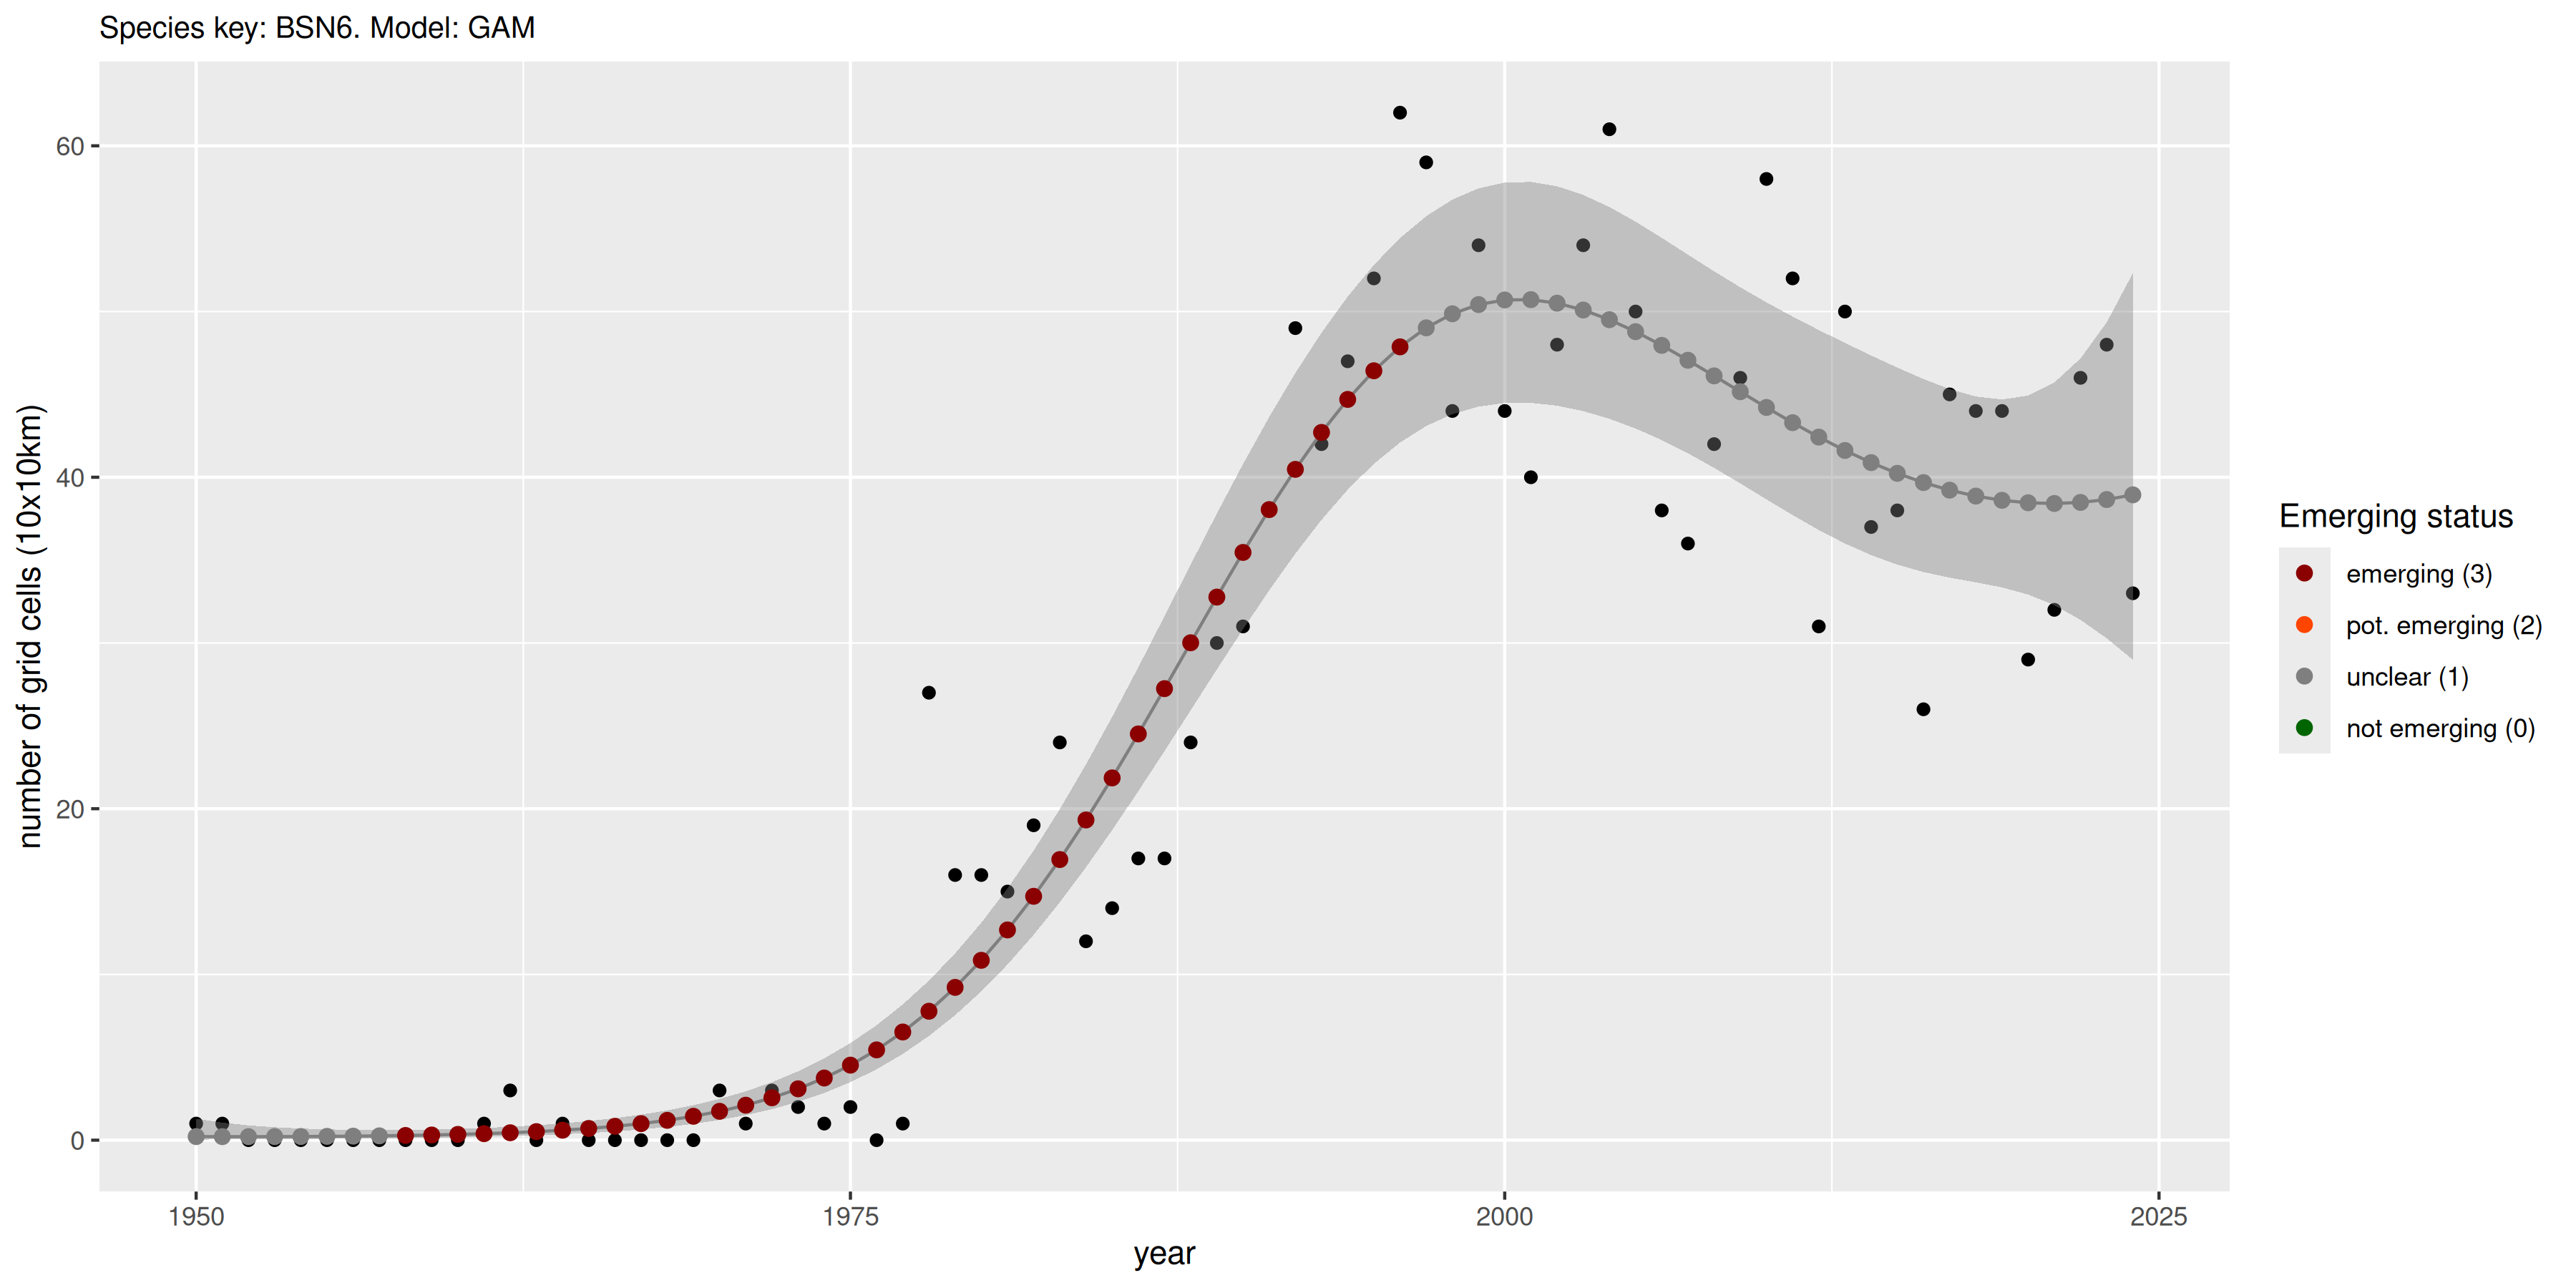 Species key: BSN6. Model: GAM
number of grid cells (10x10km)
60
40
20
0
1950
1975
2000
2025
year
Emerging status
emerging (3)
pot. emerging (2)
unclear (1)
not emerging (0)